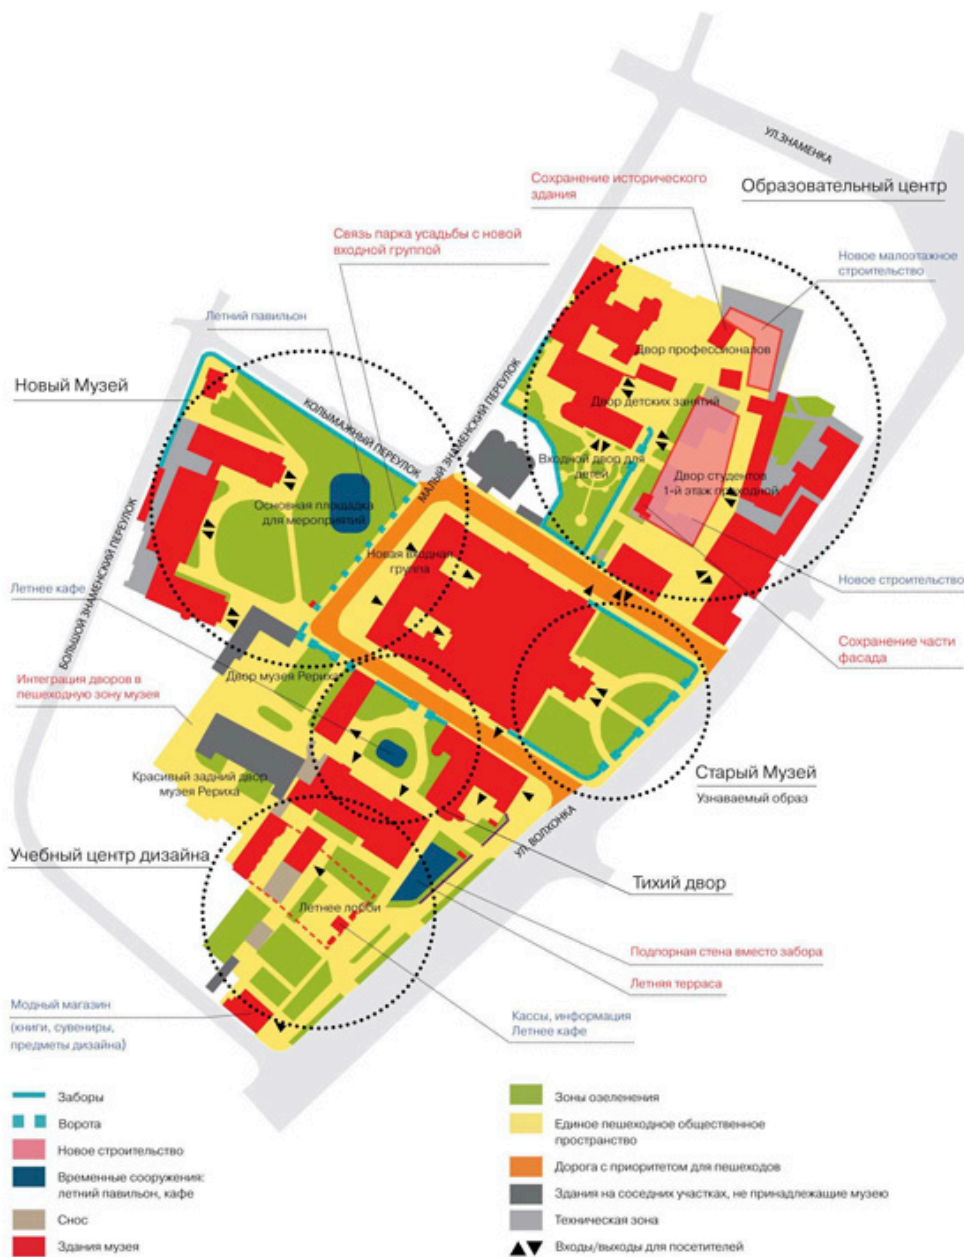 УЛ.ЗНАМЕНКА
Сохранение исторического
здания
Образовательный центр
Связь парка усадьбы с новой
входной группой
Новое малоэтажное
строительство
Летний павильон
Двор профессионалов
Новый Музей
КОЛЫМАЖНЫЙ ПЕРЕУЛОК
МАЛЫЙ ЗНАМЕНСКИЙ ПЕРЕУЛОК
Двор детских занятий
Входной двор для
детей
Двор студентов
1-й этаж проходной
Основная площадка
для мероприятий
БОЛЬШОЙ ЗНАМЕНСКИЙ ПЕРЕУЛОК
Новая входная
группа
Летнее кафе
Новое строительство
Сохранение части
фасада
Интеграция дворов в
пешеходную зону музея
Двор музея Рериха
Красивый задний двор
музея Рериха
Старый Музей
Узнаваемый образ
УЛ. ВОЛХОНКА
Учебный центр дизайна
Тихий двор
Летнее лобби
Подпорная стена вместо забора
Летняя терраса
Модный магазин
(книги, сувениры,
предметы дизайна)
Кассы, информация
Летнее кафе
Заборы
Ворота
Новое строительство
Временные сооружения:
летний павильон, кафе
Снос
Здания музея
Зоны озеленения
Единое пешеходное общественное
пространство
Дорога с приоритетом для пешеходов
Здания на соседних участках, не принадлежащие музею
Техническая зона
Входы/выходы для посетителей